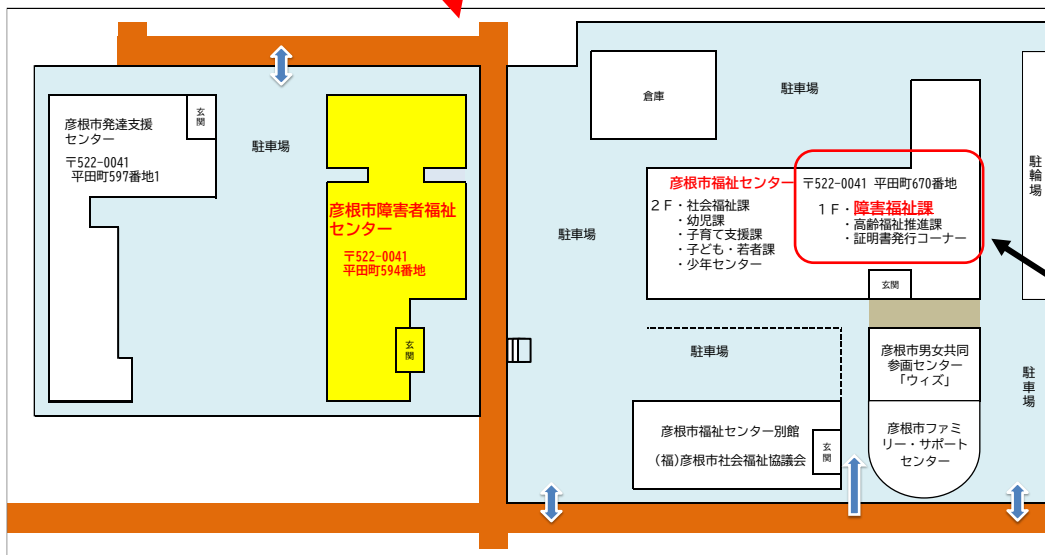 彦根市発達支援
センター
〒522-0041
平田町597番地1
玄関
駐車場
彦根市障害者福祉
センター
〒522-0041
平田町594番地
玄関
倉庫
駐車場
駐輪場
駐車場
彦根市福祉センター 〒522-0041 平田町670番地
2F・社会福祉課
・幼児課
・子育て支援課
・子ども・若者課
・少年センター
1F・障害福祉課
・高齢福祉推進課
・証明書発行コーナー
玄関
駐車場
彦根市男女共同
参画センター
「ウィズ」
駐車場
彦根市福祉センター別館
(福)彦根市社会福祉協議会
玄関
彦根市ファミ
リー・サポート
センター